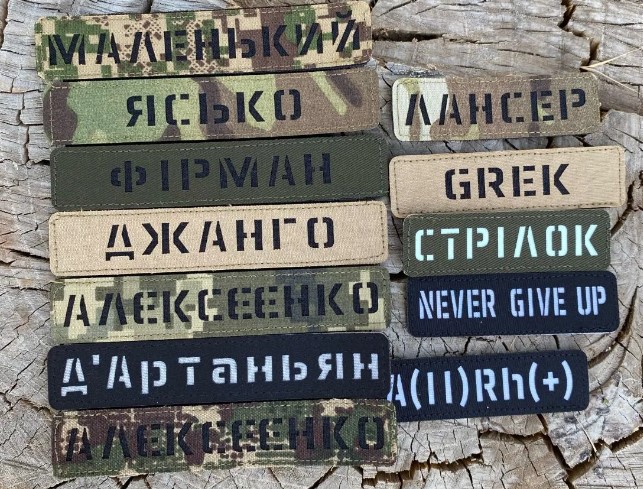 МАЛЕНЬКИЙ
ЯСЬКО
ФІРМАН
ДЖАНГО
АЛЕКСЕЕНКО
Д'Артаньян
АЛЕКСЕЕНКО
ЛАНСЕР
GREK
СТРІЛОК
NEVER GIVE UP
A(II)Rh(+)